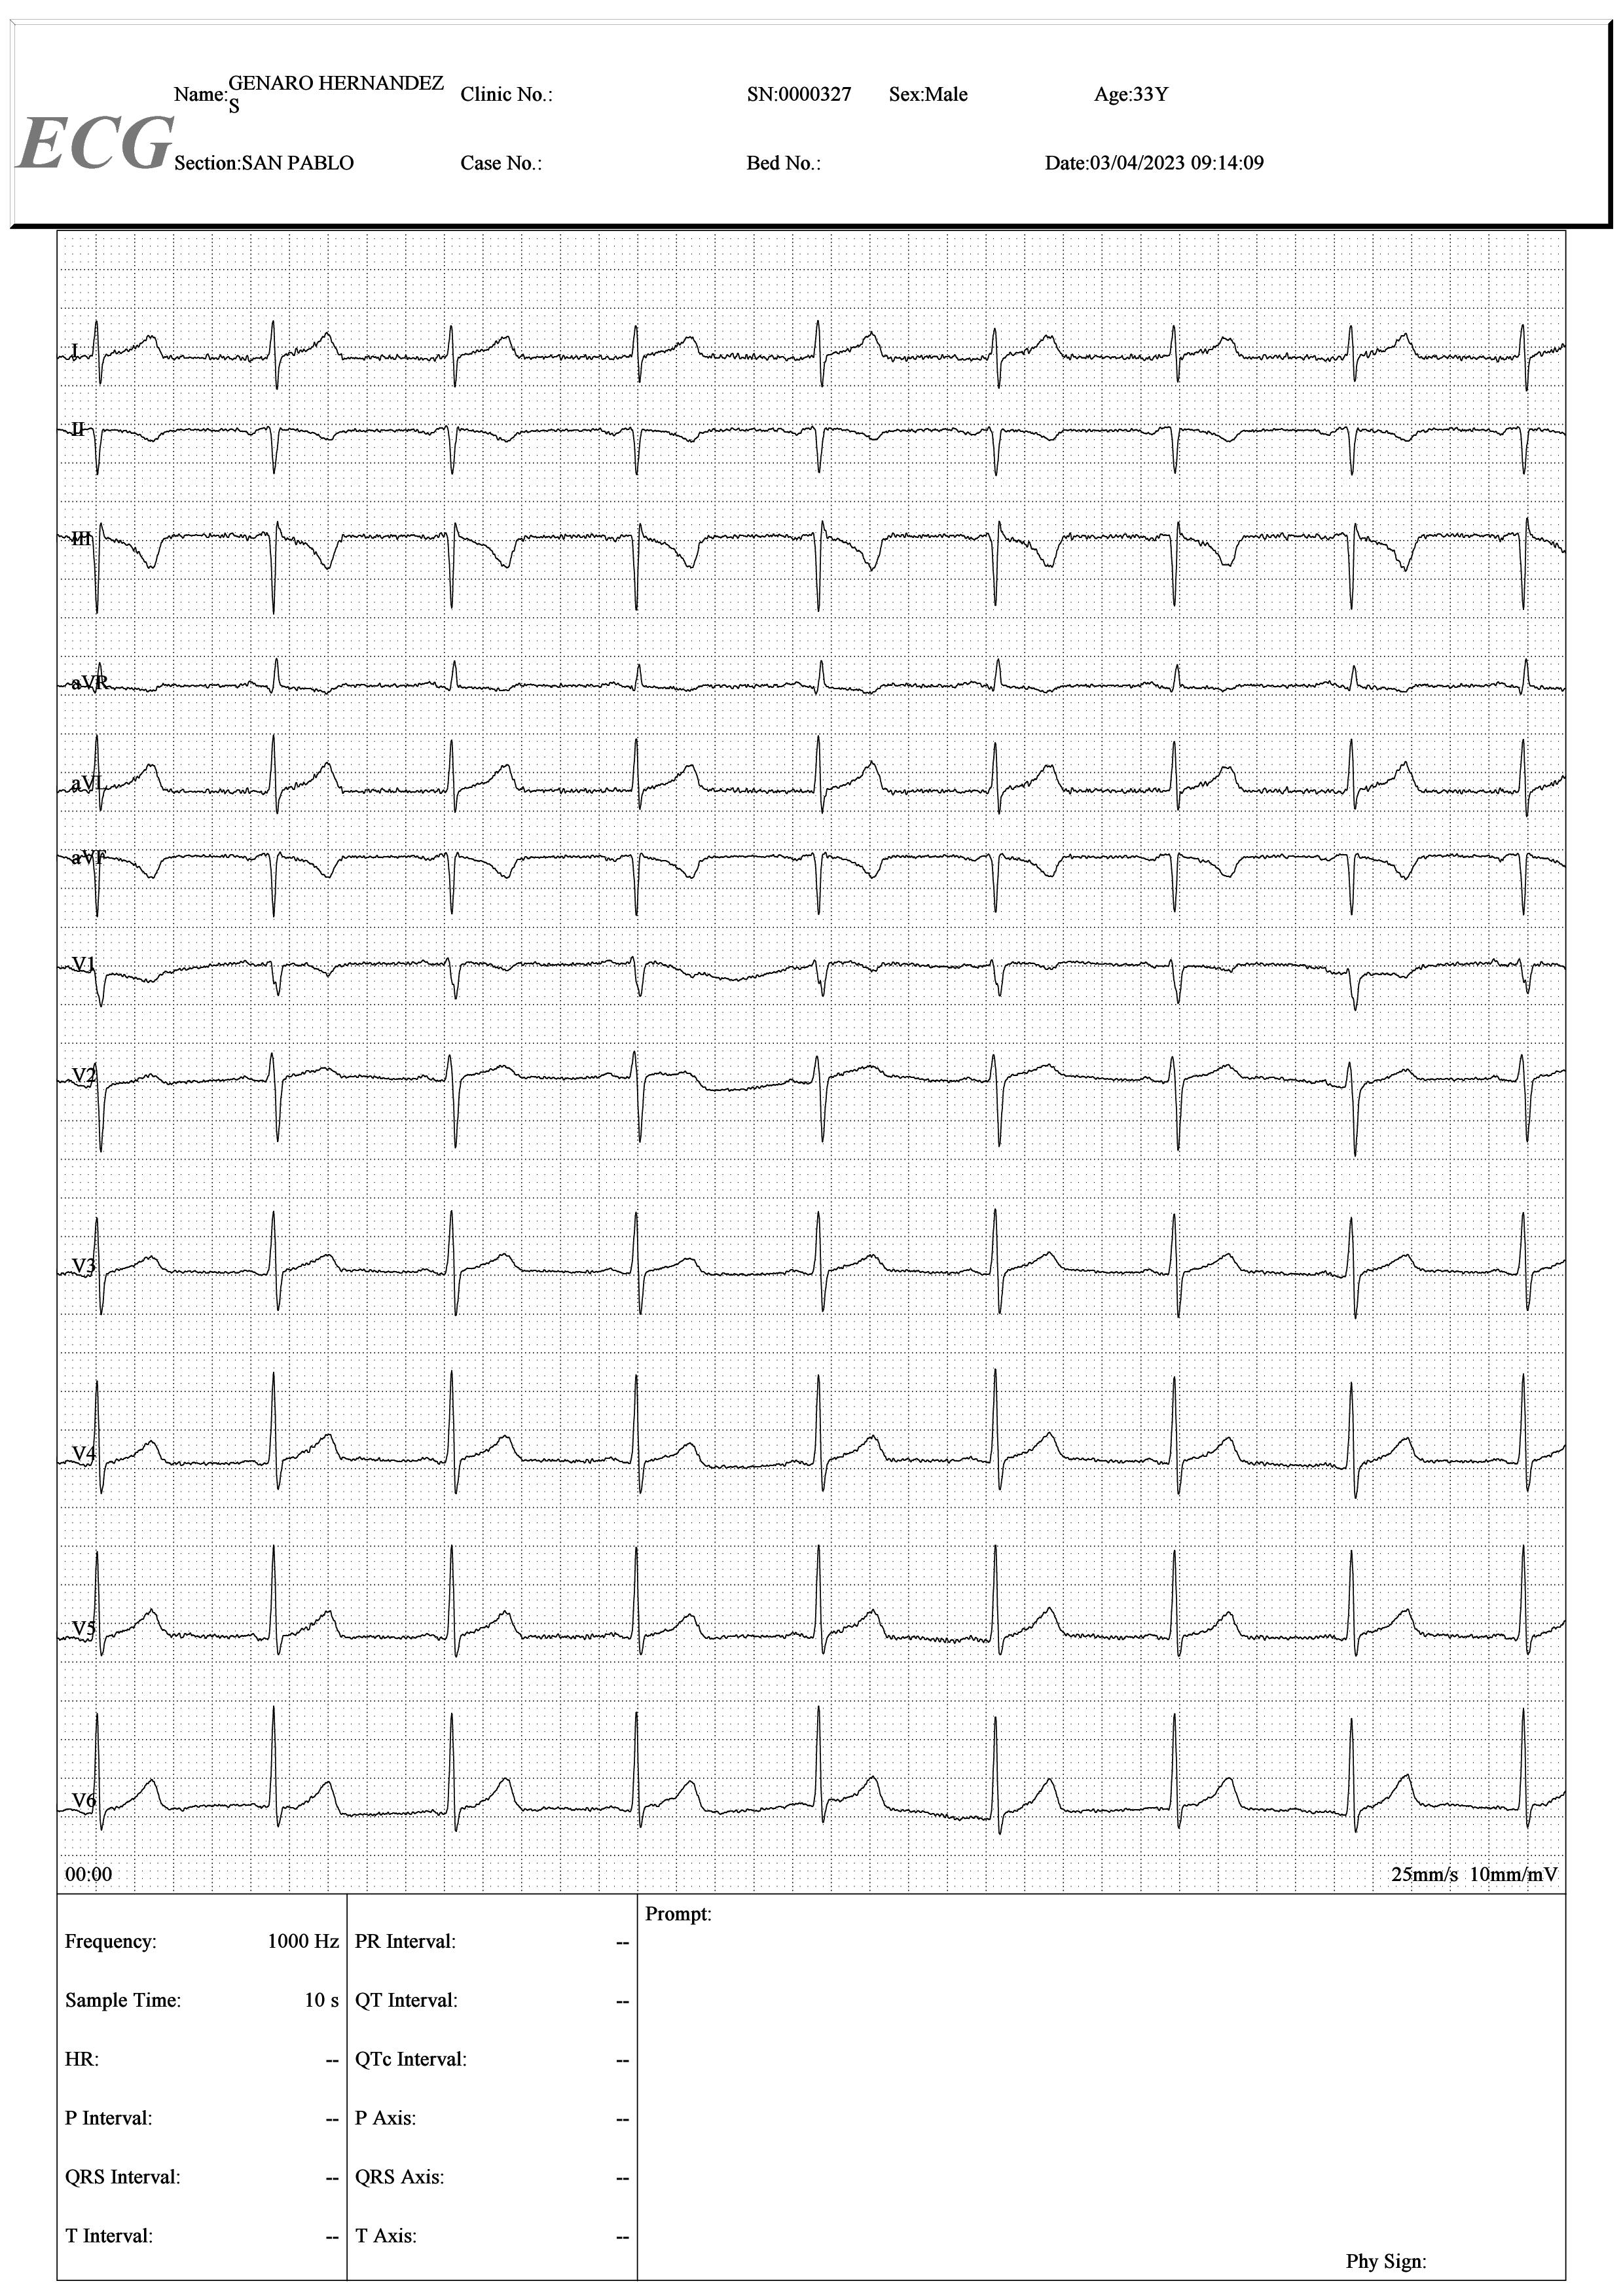 ECG
Name:GENARO HERNANDEZ S Clinic No.: SN:0000327 Sex:Male Age:33Y
Section:SAN PABLO Case No.: Bed No.: Date:03/04/2023 09:14:09
I
II
III
aVR
aVL
aVF
V1
V2
V3
V4
V5
V6
00:00 25mm/s 10mm/mV
Prompt:
Frequency: 1000 Hz PR Interval: --
Sample Time: 10 s QT Interval: --
HR: -- QTc Interval: --
P Interval: -- P Axis: --
QRS Interval: -- QRS Axis: --
T Interval: -- T Axis: --
Phy Sign: